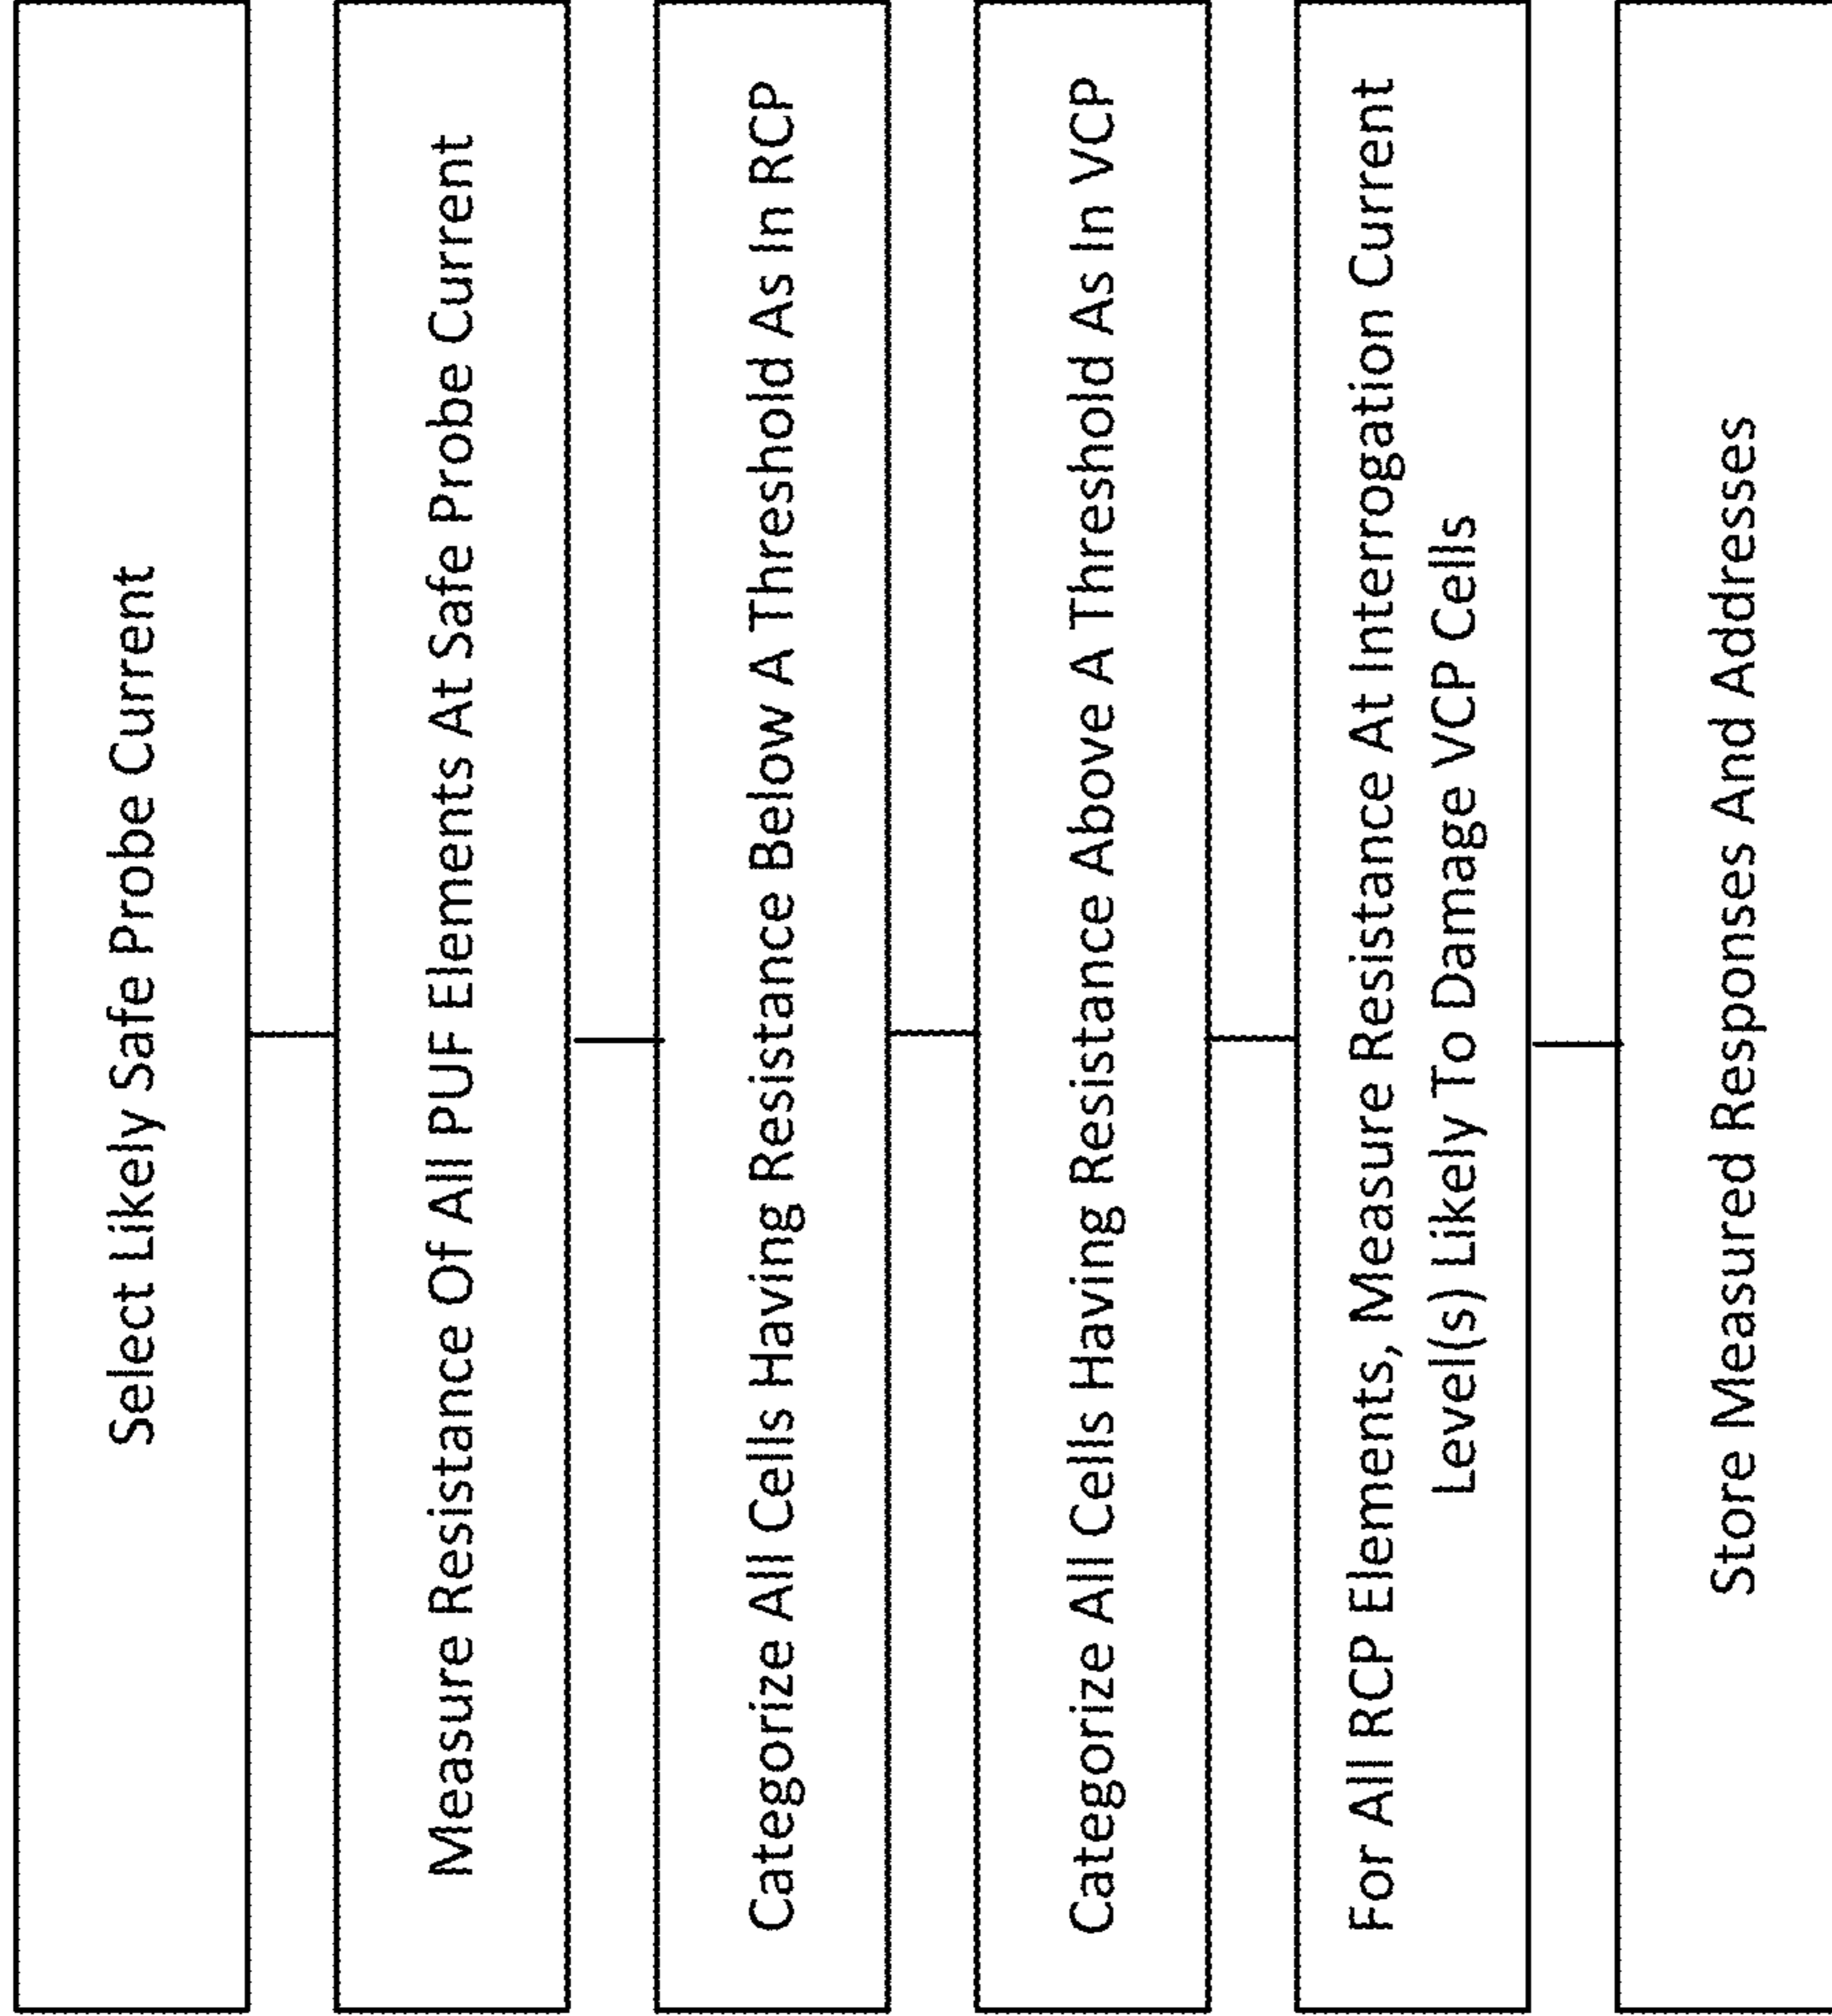 Select Likely Safe Probe Current
Measure Resistance Of All PUF Elements At Safe Probe Current
Categorize All Cells Having Resistance Below A Threshold As In RCP
Categorize All Cells Having Resistance Above A Threshold As In VCP
For All RCP Elements, Measure Resistance At Interrogation Current
Level(s) Likely To Damage VCP Cells
Store Measured Responses And Addresses